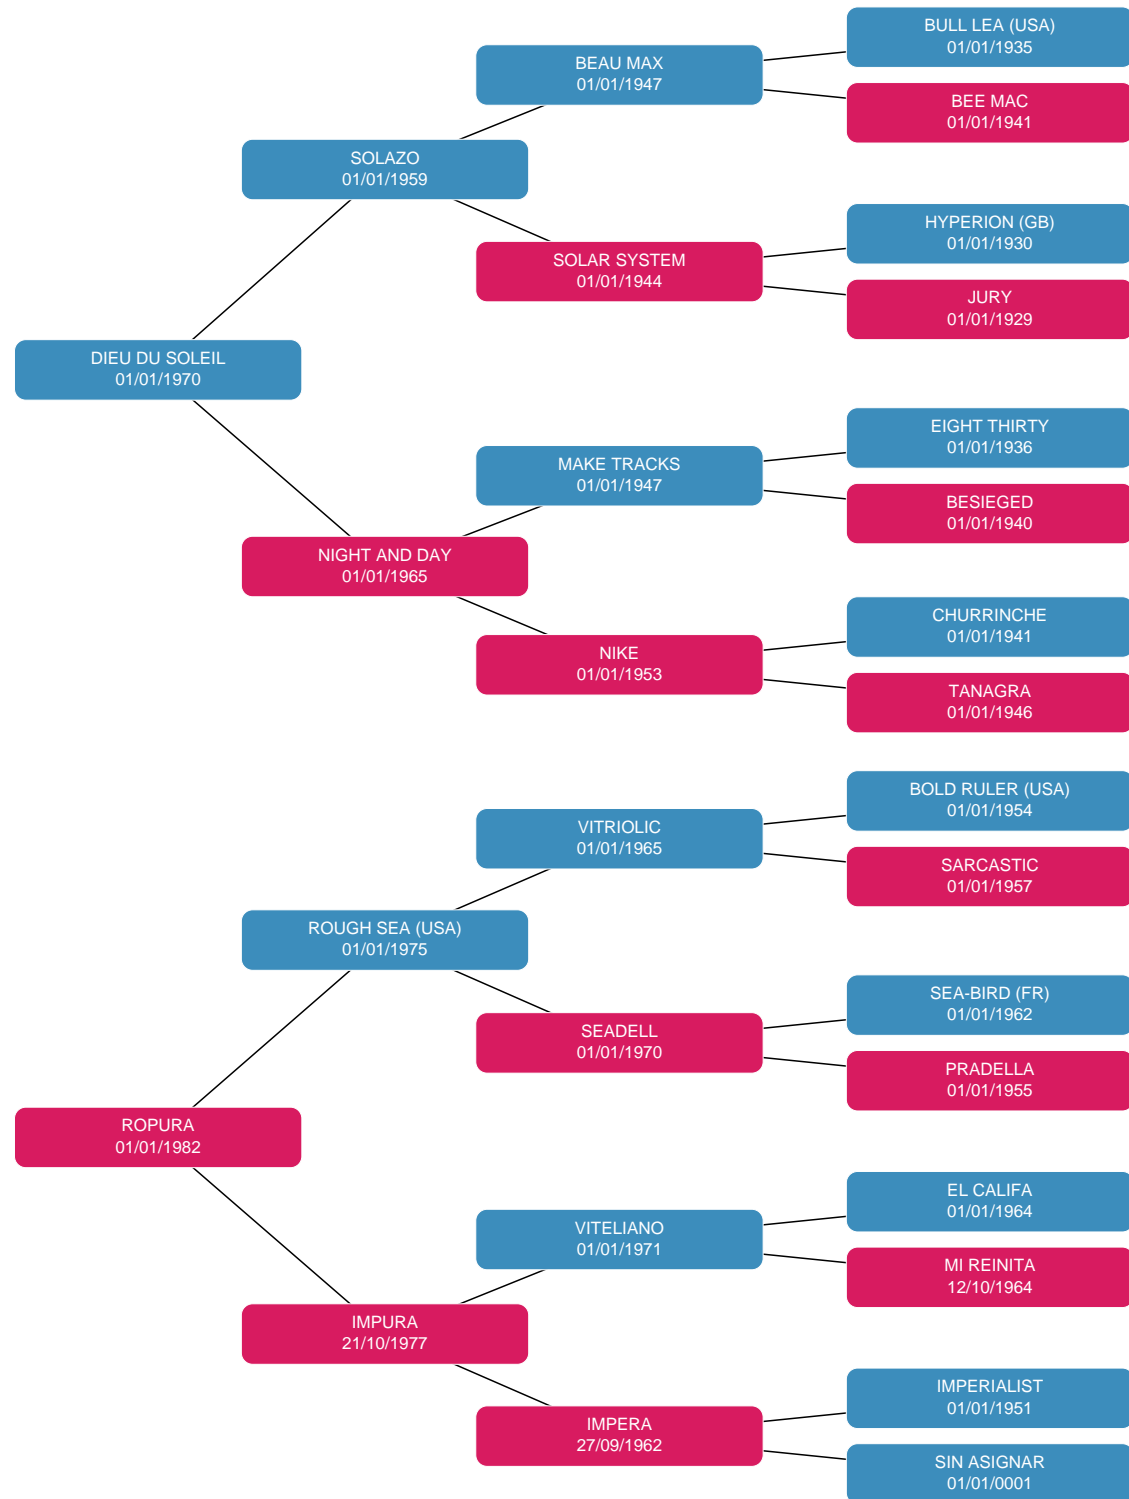 BULL LEA (USA)
01/01/1935
BEAU MAX
01/01/1947
BEE MAC
01/01/1941
SOLAZO
01/01/1959
HYPERION (GB)
01/01/1930
SOLAR SYSTEM
01/01/1944
JURY
01/01/1929
DIEU DU SOLEIL
01/01/1970
EIGHT THIRTY
01/01/1936
MAKE TRACKS
01/01/1947
BESIEGED
01/01/1940
NIGHT AND DAY
01/01/1965
CHURRINCHE
01/01/1941
NIKE
01/01/1953
TANAGRA
01/01/1946
BOLD RULER (USA)
01/01/1954
VITRIOLIC
01/01/1965
SARCASTIC
01/01/1957
ROUGH SEA (USA)
01/01/1975
SEA-BIRD (FR)
01/01/1962
SEADELL
01/01/1970
PRADELLA
01/01/1955
ROPURA
01/01/1982
EL CALIFA
01/01/1964
VITELIANO
01/01/1971
MI REINITA
12/10/1964
IMPURA
21/10/1977
IMPERIALIST
01/01/1951
IMPERA
27/09/1962
SIN ASIGNAR
01/01/0001